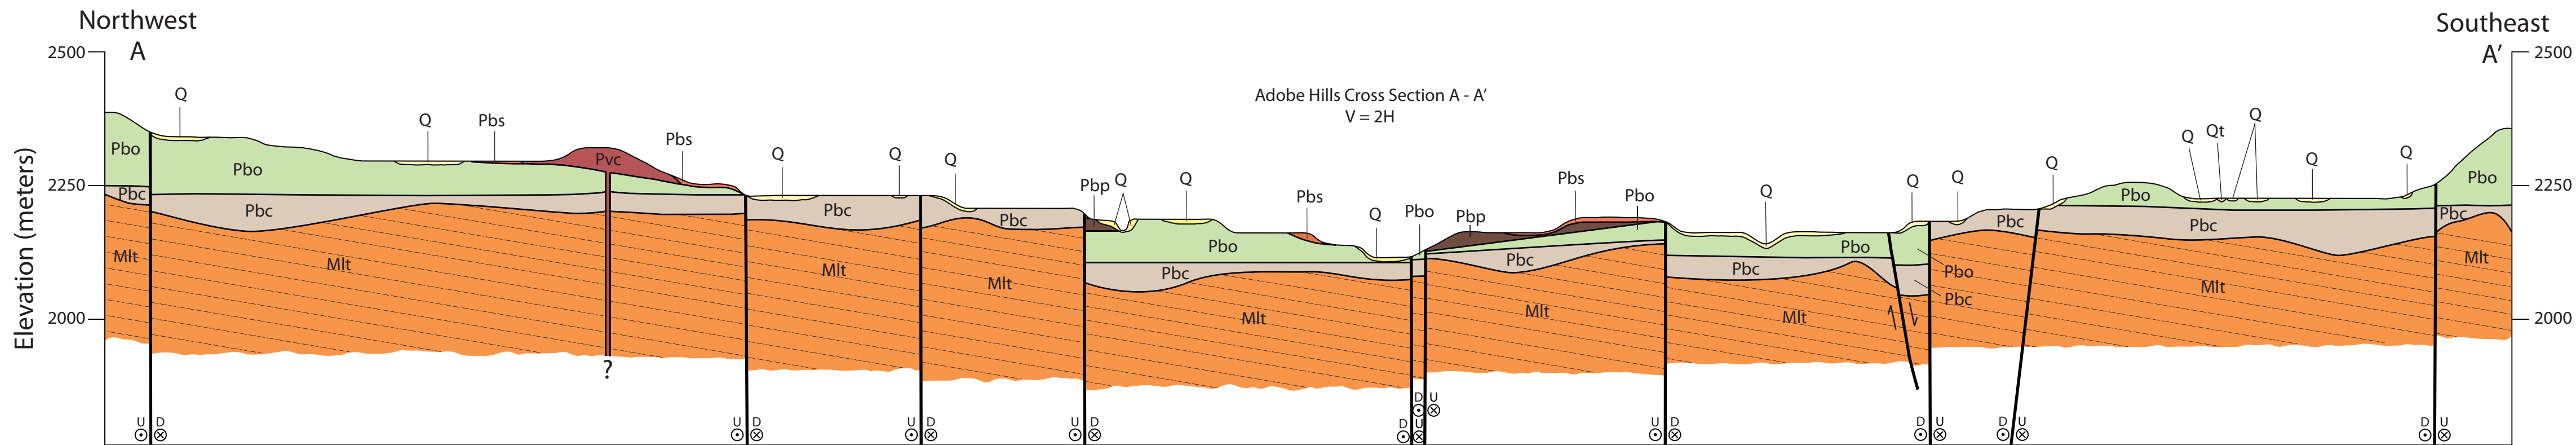 Northwest
Southeast
A
A′
2500
2500
Q
Adobe Hills Cross Section A - A′
V = 2H
Q
Pbs
Pbs
Q
Q
Q
Pbp
Q
Q
Pbs
Q
Pbo
Pbp
Pbs
Pbo
Q
Q
Q
Q
Q
Qt
Q
Q
Q
Pbo
Pbo
Pvc
Pbo
Pbo
Pbo
Pbo
Pbo
2250
2250
Pbc
Pbc
Pbc
Pbc
Pbc
Pbc
Pbc
Pbc
Pbc
Pbc
Pbo
Pbc
Mlt
Mlt
Mlt
Mlt
Mlt
Mlt
Mlt
Mlt
Mlt
Elevation (meters)
2000
2000
?
D U
U D
U D
U D
U D
D U
U D
D U
D U
D U